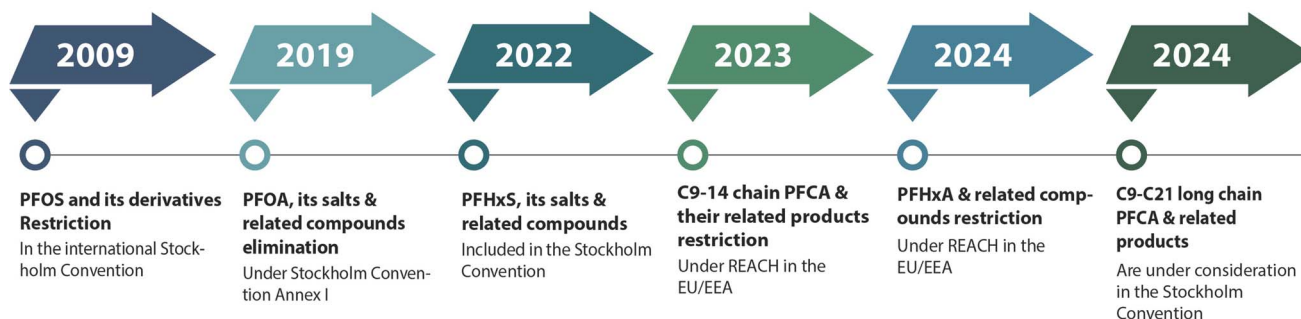 2009
PFOS and its derivatives
Restriction
In the international Stock-
holm Convention
2019
PFOA, its salts &
related compounds
elimination
Under Stockholm Conven-
tion Annex I
2022
PFHxS, its salts &
related compounds
Included in the Stockholm
Convention
2023
C9-14 chain PFCA &
their related products
restriction
Under REACH in the
EU/EEA
2024
PFHxA & related comp-
ounds restriction
Under REACH in the
EU/EEA
2024
C9-C21 long chain
PFCA & related
products
Are under consideration
in the Stockholm
Convention